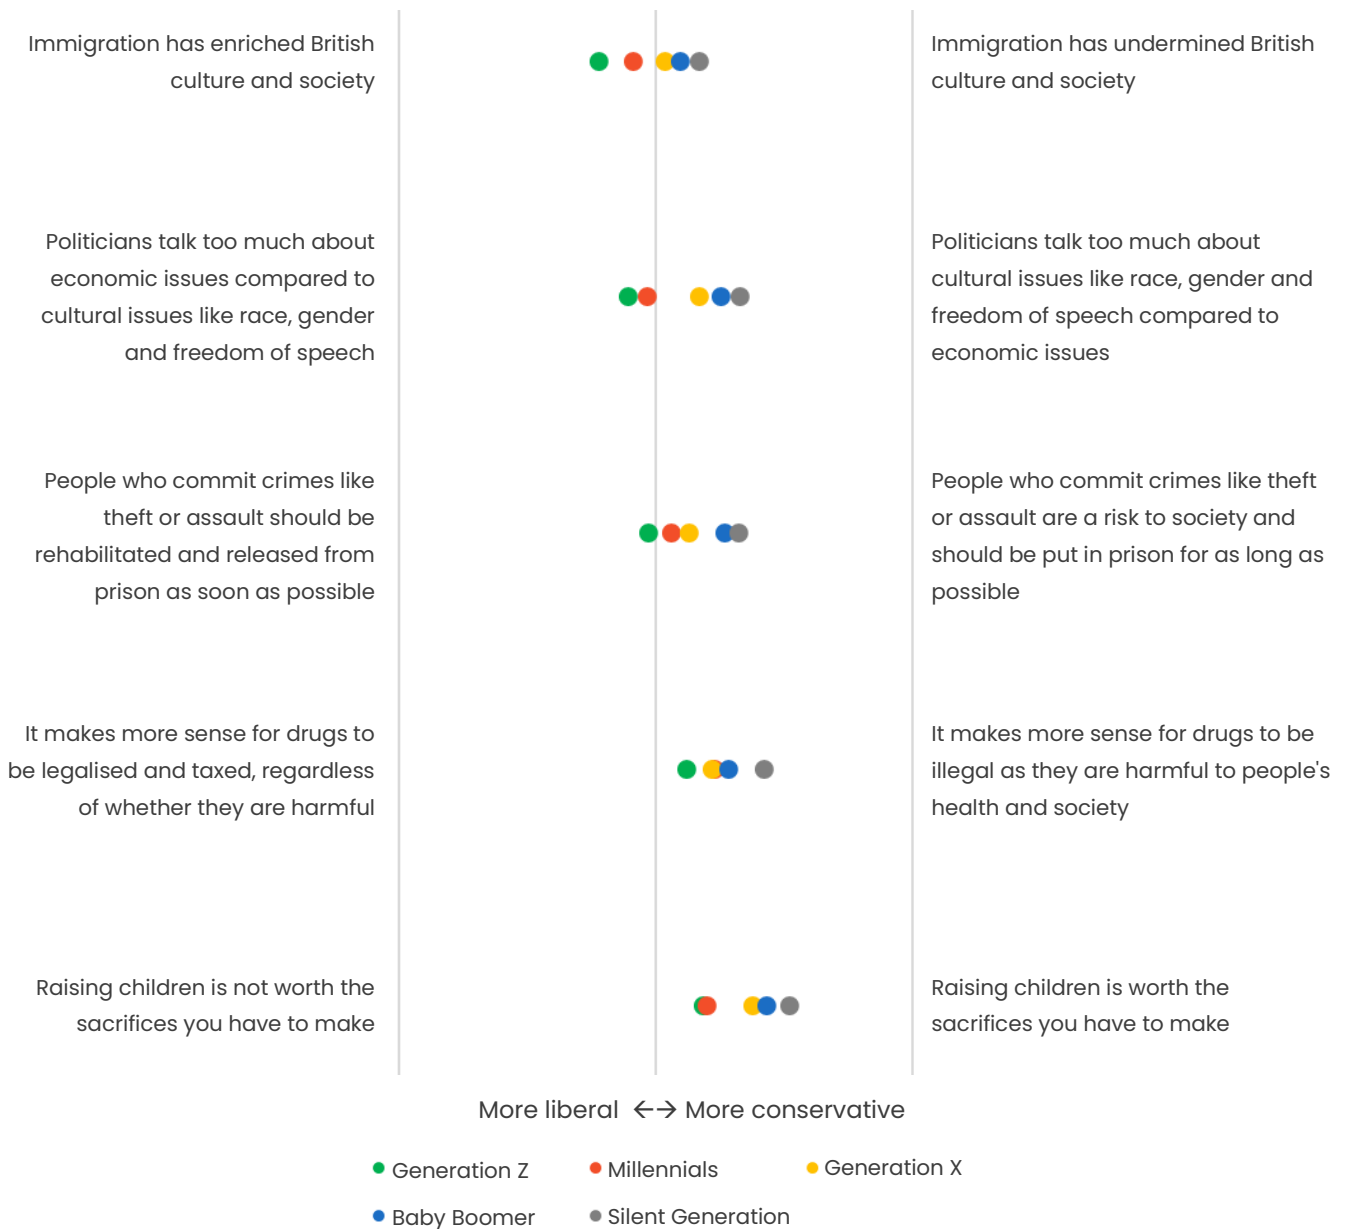 Immigration has enriched British
culture and society
Immigration has undermined British
culture and society
Politicians talk too much about
economic issues compared to
cultural issues like race, gender
and freedom of speech
Politicians talk too much about
cultural issues like race, gender and
freedom of speech compared to
economic issues
People who commit crimes like
theft or assault should be
rehabilitated and released from
prison as soon as possible
People who commit crimes like theft
or assault are a risk to society and
should be put in prison for as long as
possible
It makes more sense for drugs to
be legalised and taxed, regardless
of whether they are harmful
It makes more sense for drugs to be
illegal as they are harmful to people's
health and society
Raising children is not worth the
sacrifices you have to make
Raising children is worth the
sacrifices you have to make
More liberal ←→ More conservative
Generation Z
Millennials
Generation X
Baby Boomer
Silent Generation